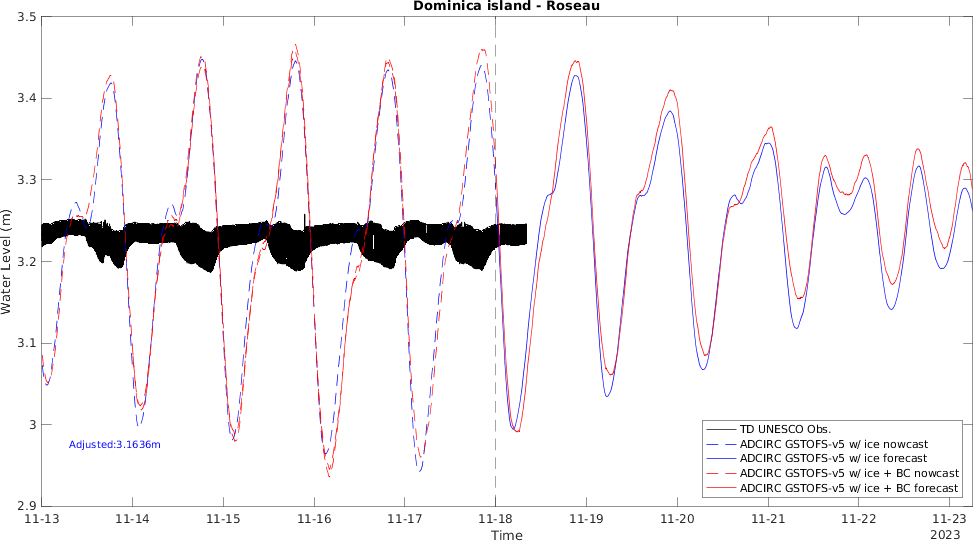 Dominica island - Roseau
3.5
3.4
3.3
3.2
3.1
3
2.9
Water Level (m)
Adjusted:3.1636m
TD UNESCO Obs.
ADCIRC GSTOFS-v5 w/ ice nowcast
ADCIRC GSTOFS-v5 w/ ice forecast
ADCIRC GSTOFS-v5 w/ ice + BC nowcast
ADCIRC GSTOFS-v5 w/ ice + BC forecast
11-13 11-14 11-15 11-16 11-17 11-18 11-19 11-20 11-21 11-22 11-23
Time
2023